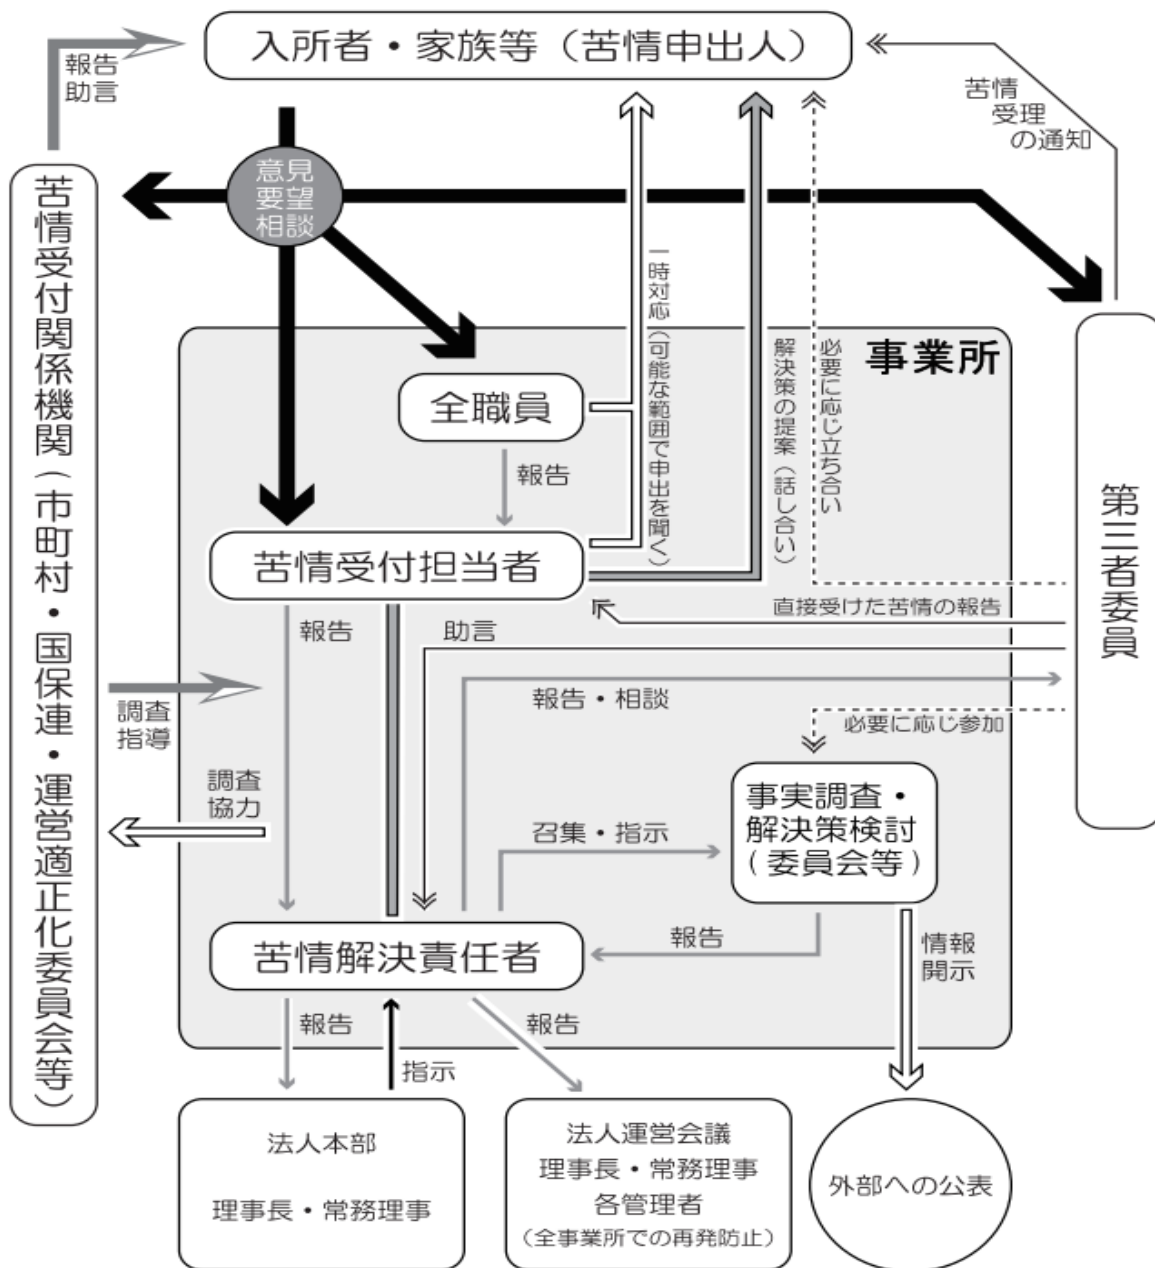 入所者・家族等（苦情申出人）
報告
助言
苦情
受理
の通知
意見
要望
相談
苦情受付関係機関（市町村・国保連・運営適正化委員会等）
事業所
第三者委員
全職員
報告
一時対応（可能な範囲で申出を聞く）
解決策の提案（話し合い）
必要に応じ立ち合い
苦情受付担当者
直接受けた苦情の報告
報告
助言
報告・相談
必要に応じ参加
調査
指導
調査
協力
事実調査・
解決策検討
（委員会等）
召集・指示
報告
情報
開示
苦情解決責任者
報告
指示
報告
法人本部
理事長・常務理事
法人運営会議
理事長・常務理事
各管理者
（全事業所での再発防止）
外部への公表